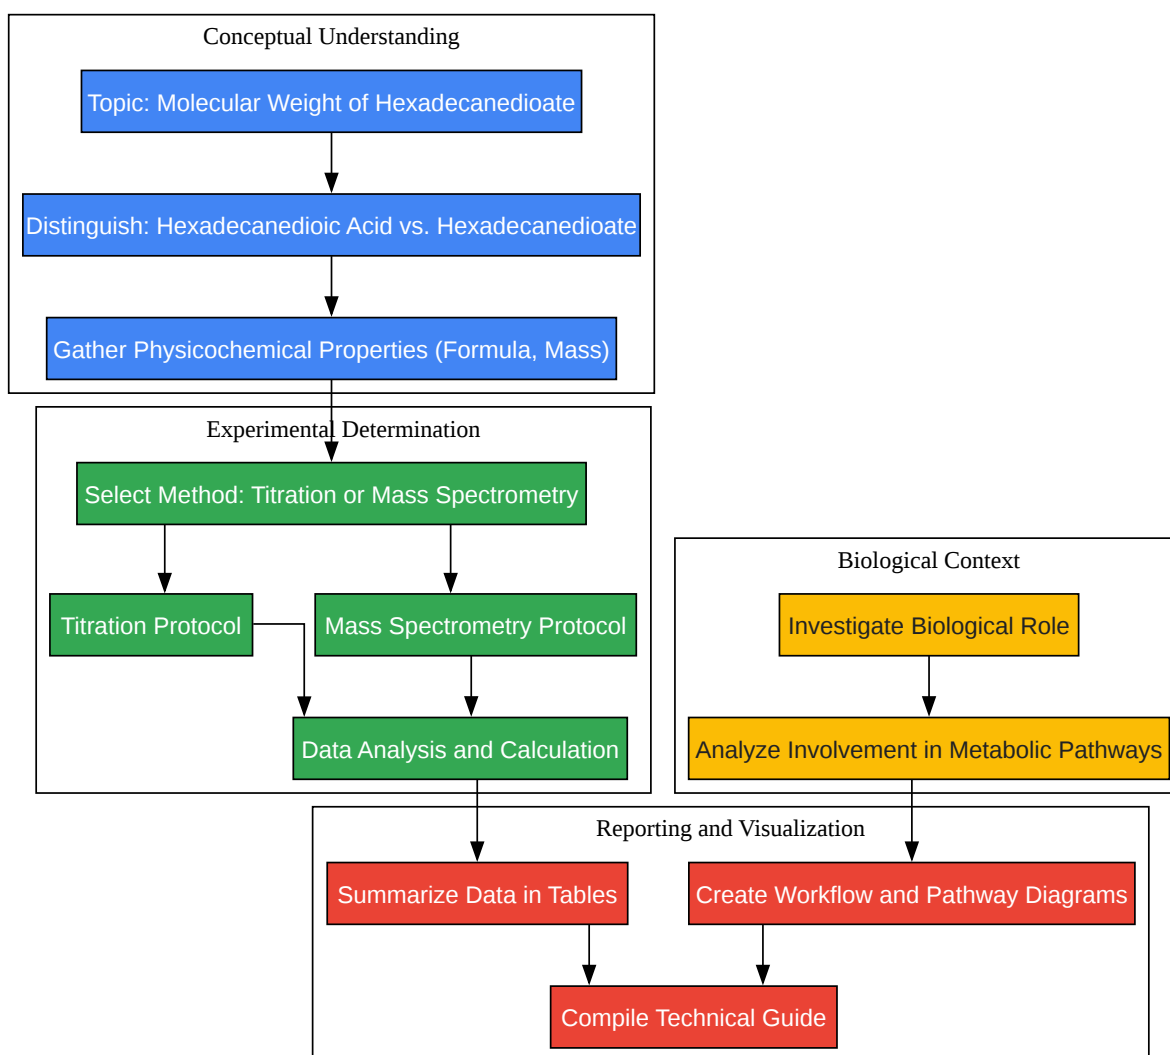 Conceptual Understanding
Topic: Molecular Weight of Hexadecanedioate
Distinguish: Hexadecanedioic Acid vs. Hexadecanedioate
Gather Physicochemical Properties (Formula, Mass)
Experimental Determination
Select Method: Titration or Mass Spectrometry
Titration Protocol
Mass Spectrometry Protocol
Data Analysis and Calculation
Biological Context
Investigate Biological Role
Analyze Involvement in Metabolic Pathways
Reporting and Visualization
Summarize Data in Tables
Create Workflow and Pathway Diagrams
Compile Technical Guide